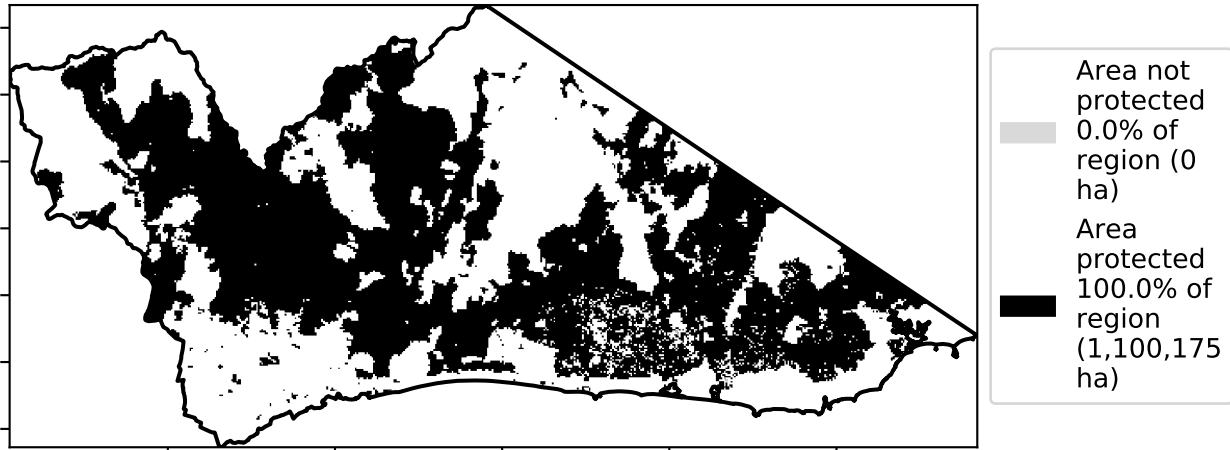 Area not
protected
0.0% of
region (0
ha)
Area
protected
100.0% of
region
(1,100,175
ha)